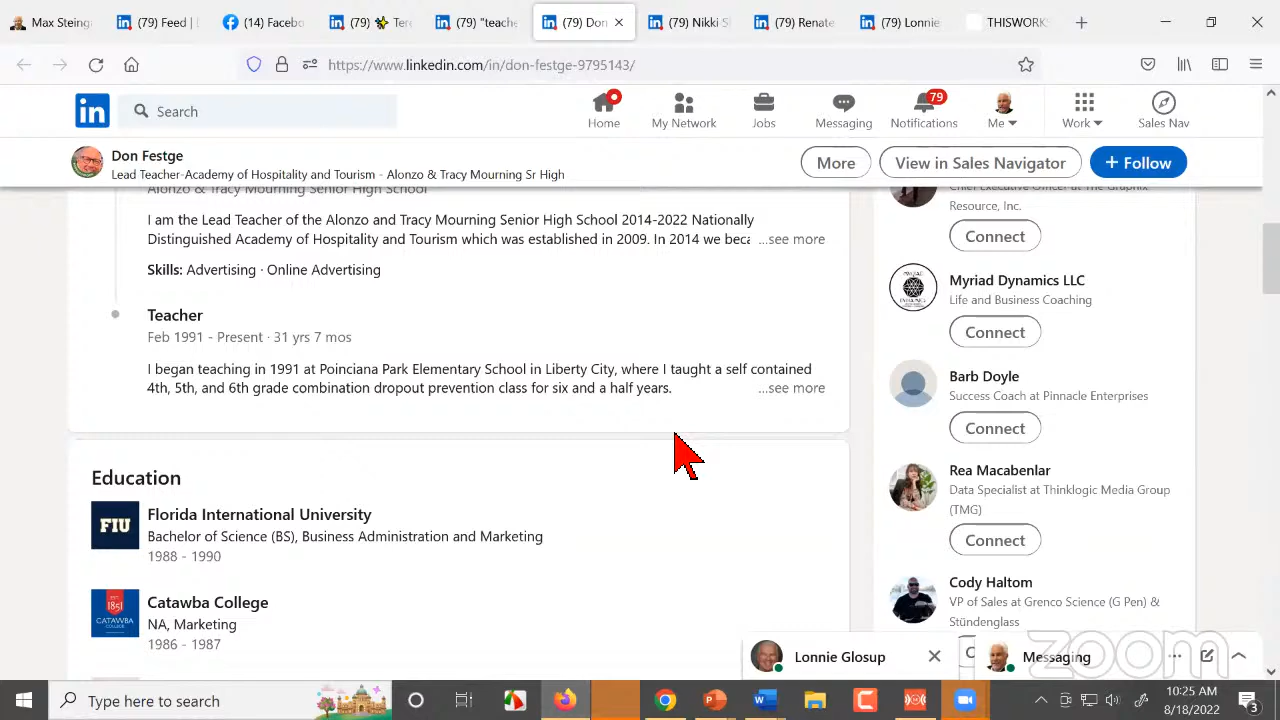 Max Steing
(79) Feed |
(14) Facebo
(79) ✨ Tere
(79) "teache
(79) Don
(79) Nikki S
(79) Renate
(79) Lonnie
THISWORKS
https://www.linkedin.com/in/don-festge-9795143/
in
Search
Home
My Network
Jobs
Messaging
79
Notifications
Me
Work
Sales Nav
Don Festge
Lead Teacher-Academy of Hospitality and Tourism - Alonzo & Tracy Mourning Sr High
More
View in Sales Navigator
+ Follow
Alonzo & Tracy Mourning Senior High School
I am the Lead Teacher of the Alonzo and Tracy Mourning Senior High School 2014-2022 Nationally
Distinguished Academy of Hospitality and Tourism which was established in 2009. In 2014 we beca ...see more
Skills: Advertising · Online Advertising
Teacher
Feb 1991 - Present · 31 yrs 7 mos
I began teaching in 1991 at Poinciana Park Elementary School in Liberty City, where I taught a self contained
4th, 5th, and 6th grade combination dropout prevention class for six and a half years. ...see more
Education
FIU
Florida International University
Bachelor of Science (BS), Business Administration and Marketing
1988 - 1990
1851
CATAWBA
COLLEGE
Catawba College
NA, Marketing
1986 - 1987
Chief Executive Officer at The Graphix
Resource, Inc.
Connect
Myriad Dynamics LLC
Life and Business Coaching
Connect
Barb Doyle
Success Coach at Pinnacle Enterprises
Connect
Rea Macabenlar
Data Specialist at Thinklogic Media Group
(TMG)
Connect
Cody Haltom
VP of Sales at Grenco Science (G Pen) &
Stündenglass
Lonnie Glosup
Messaging
zoom
Type here to search
10:25 AM
8/18/2022
3